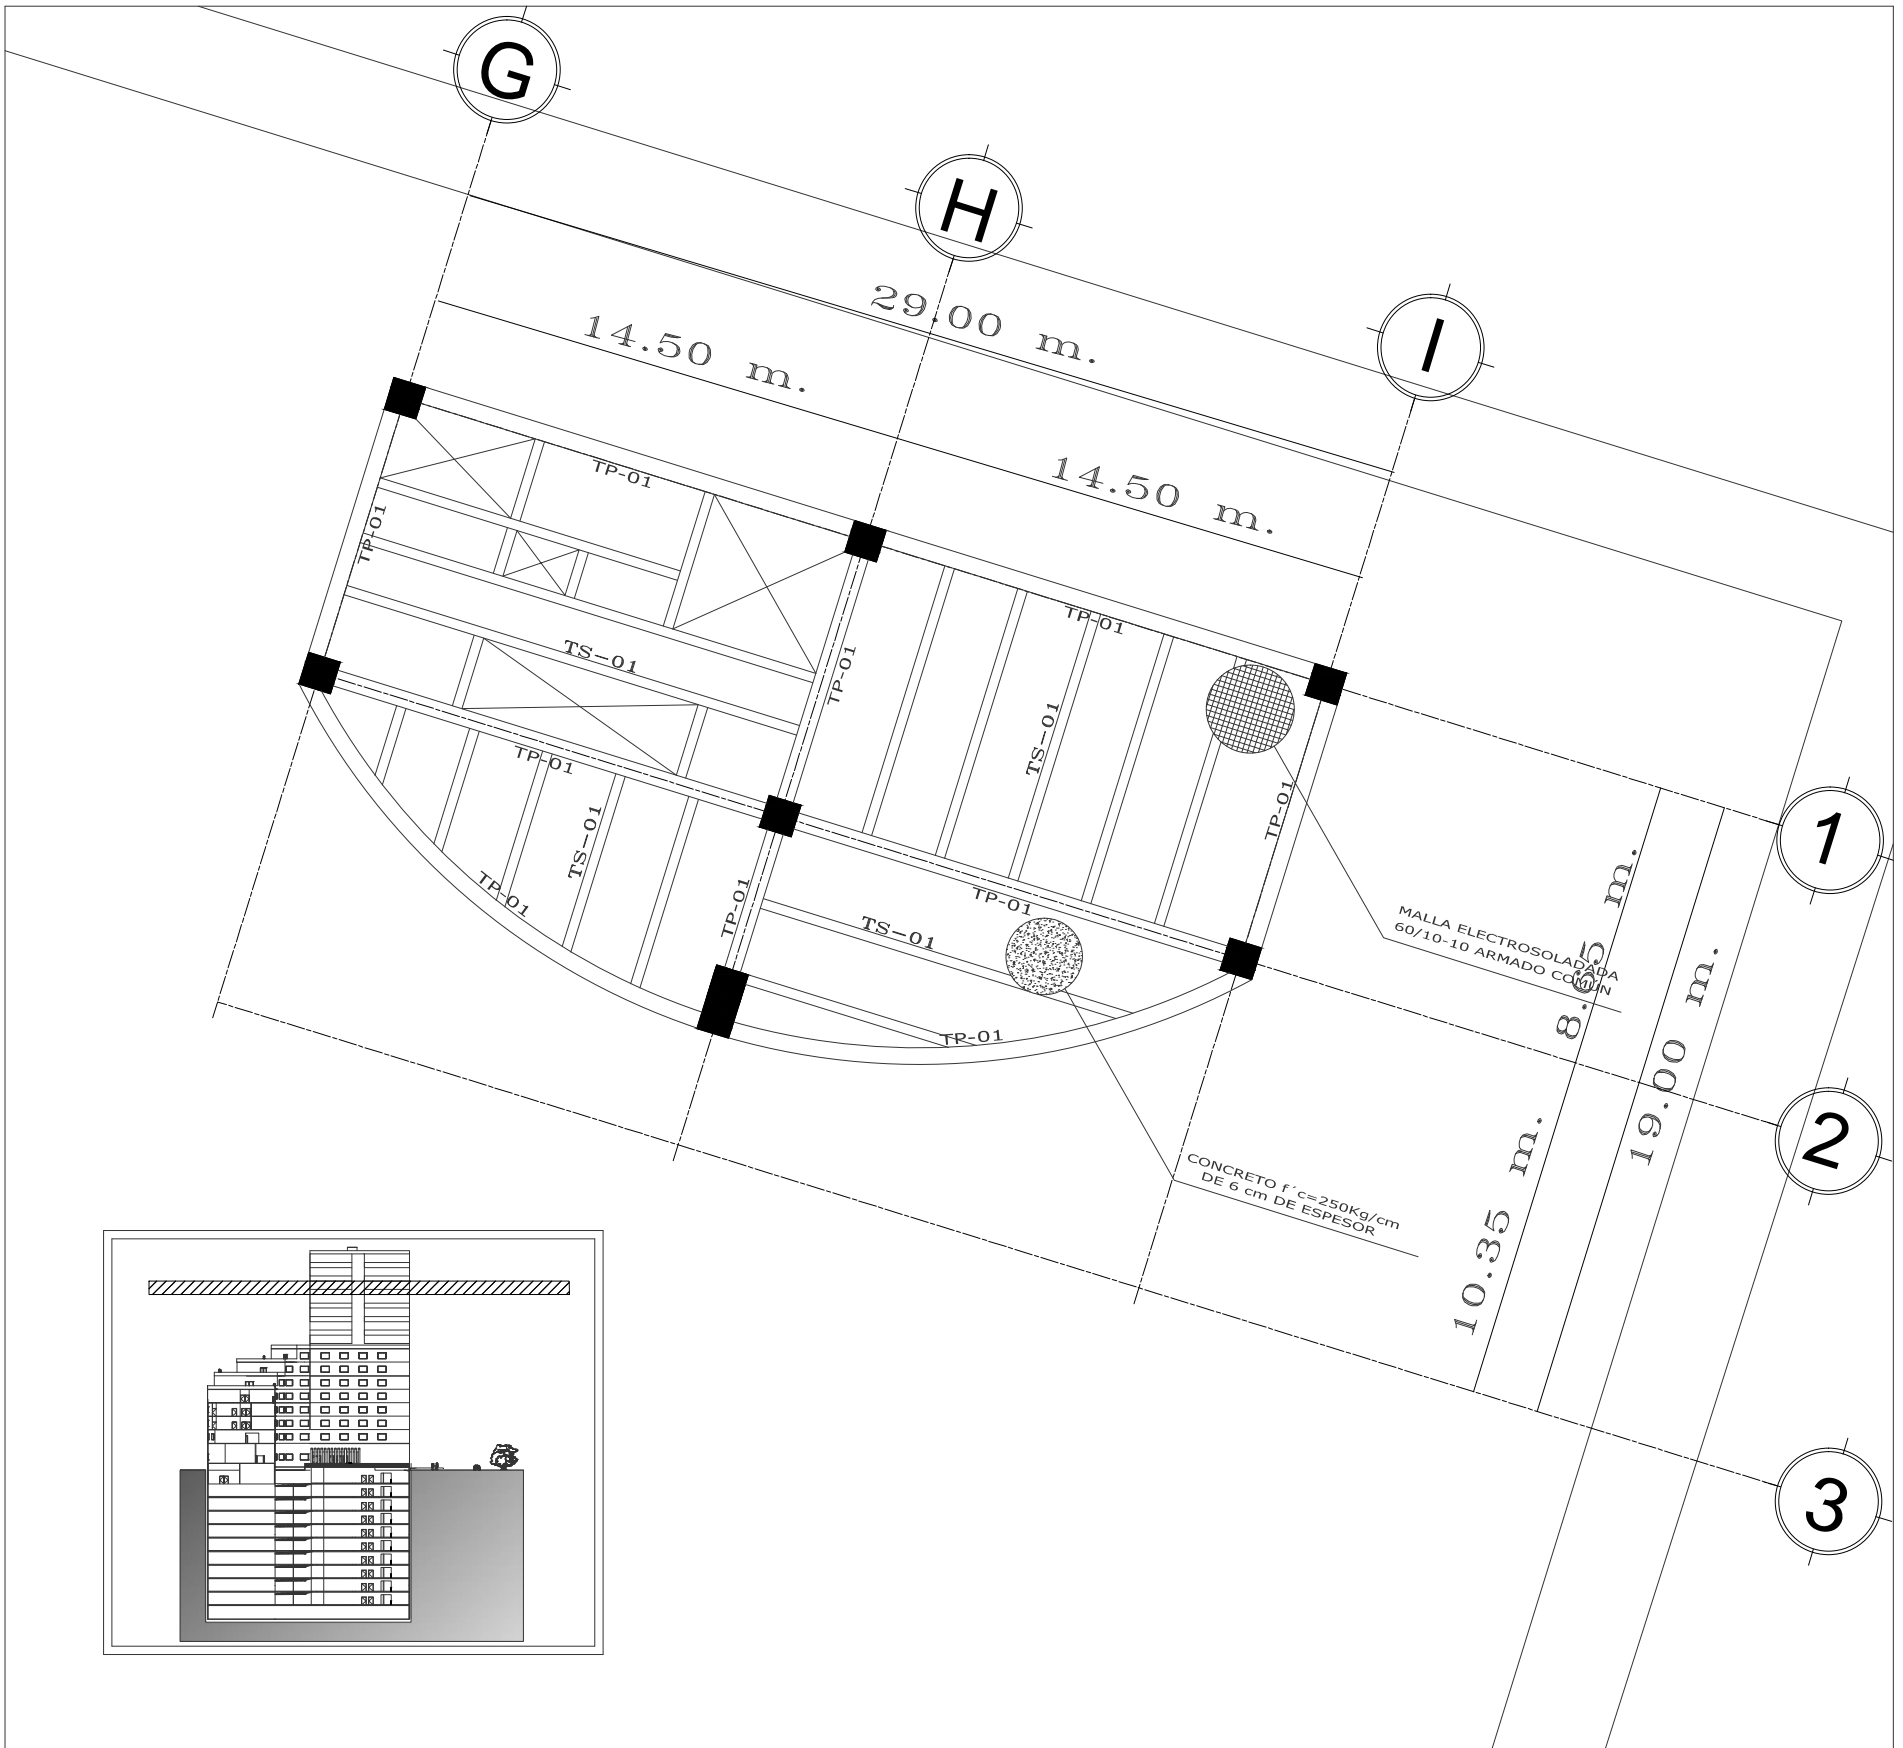 G
H
I
29.00 m.
14.50 m.
14.50 m.
TP-01
TP-01
TP-01
TS-01
TP-01
TS-01
TP-01
TP-01
TS-01
TP-01
TP-01
TP-01
TP-01
TS-01
TP-01
MALLA ELECTROSOLADADA
60/10-10 ARMADO COMUN
CONCRETO f´c=250Kg/cm
DE 6 cm DE ESPESOR
8.65 m.
19.00 m.
10.35 m.
1
2
3